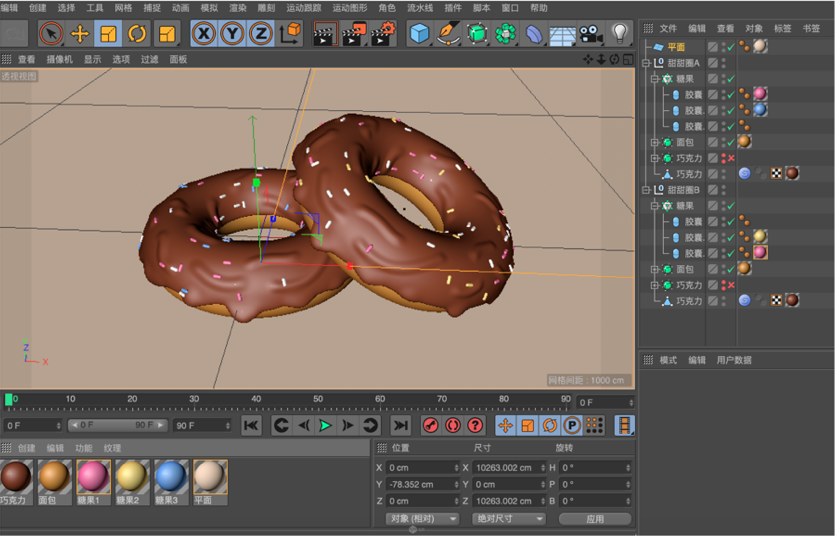 编辑 创建 选择 工具 网格 捕捉 动画 模拟 渲染 雕刻 运动跟踪 运动图形 角色 流水线 插件 脚本 窗口 帮助
X Y Z
查看 摄像机 显示 选项 过滤 面板
透视视图
Z
X
网格间距: 1000 cm
0 10 20 30 40 50 60 70 80 90
0 F
0 F
0 F 90 F
90 F
P
创建 编辑 功能 纹理
巧克力 面包 糖果1 糖果2 糖果3 平面
位置 尺寸 旋转
X 0 cm X 10263.002 cm H 0 °
Y -78.352 cm Y 0 cm P 0 °
Z 0 cm Z 10263.002 cm B 0 °
对象 (相对) 绝对尺寸 应用
文件 编辑 查看 对象 标签 书签
平面
甜甜圈A
糖果
胶囊
胶囊.
胶囊.
面包
巧克力
巧克力.
甜甜圈B
糖果
胶囊
胶囊.
胶囊.
面包
巧克力
巧克力.
模式 编辑 用户数据